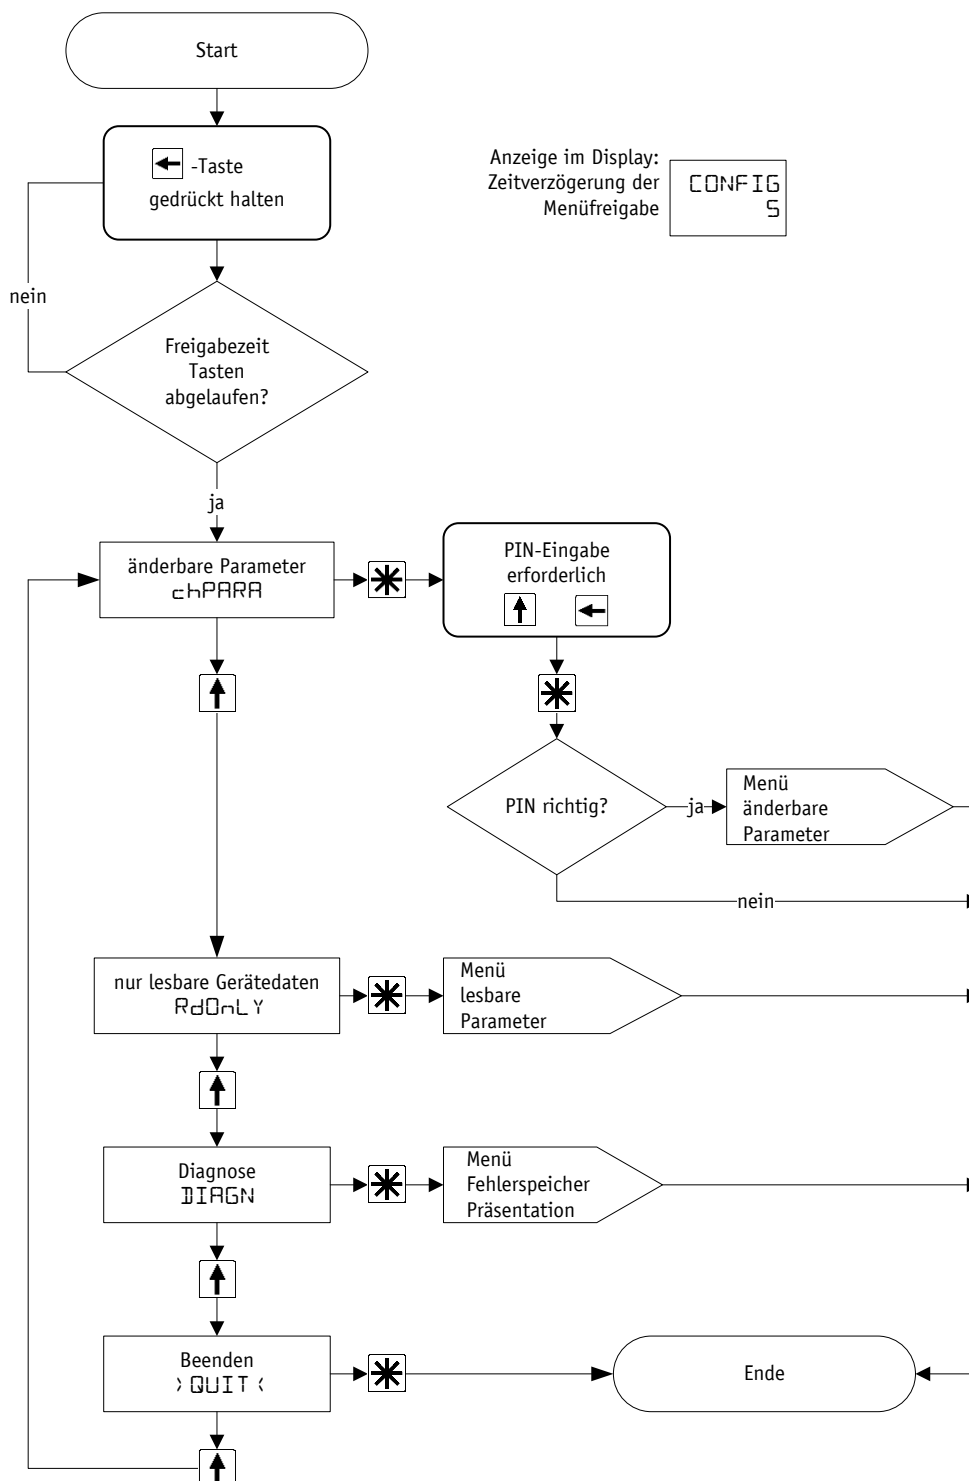 Start
-Taste
gedrückt halten
Anzeige im Display:
Zeitverzögerung der
Menüfreigabe
CONFIG
5
nein
Freigabezeit
Tasten
abgelaufen?
ja
änderbare Parameter
chPARA
PIN-Eingabe
erforderlich
PIN richtig?
ja
Menü
änderbare
Parameter
nein
nur lesbare Gerätedaten
RdOnLY
Menü
lesbare
Parameter
Diagnose
DIAGN
Menü
Fehlerspeicher
Präsentation
Beenden
>QUIT<
Ende